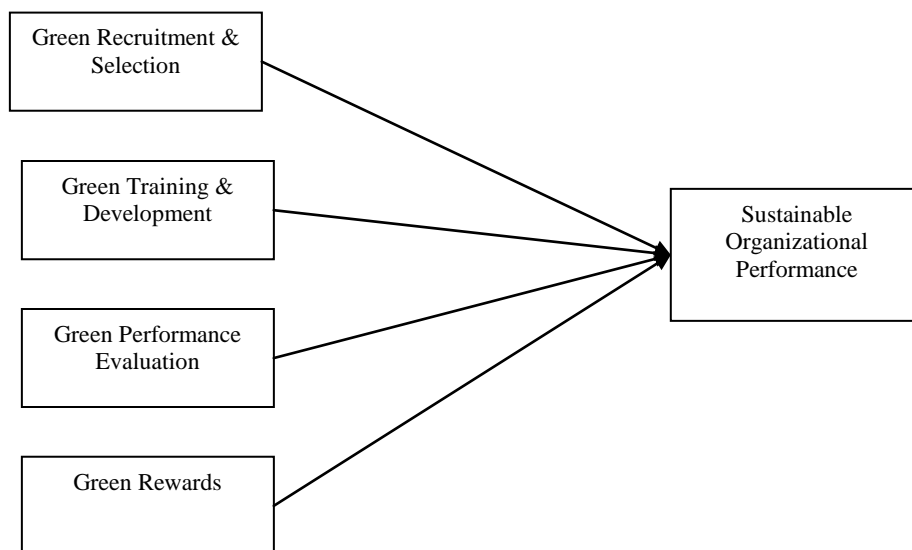 Green Recruitment &
Selection
Green Training &
Development
Green Performance
Evaluation
Green Rewards
Sustainable
Organizational
Performance